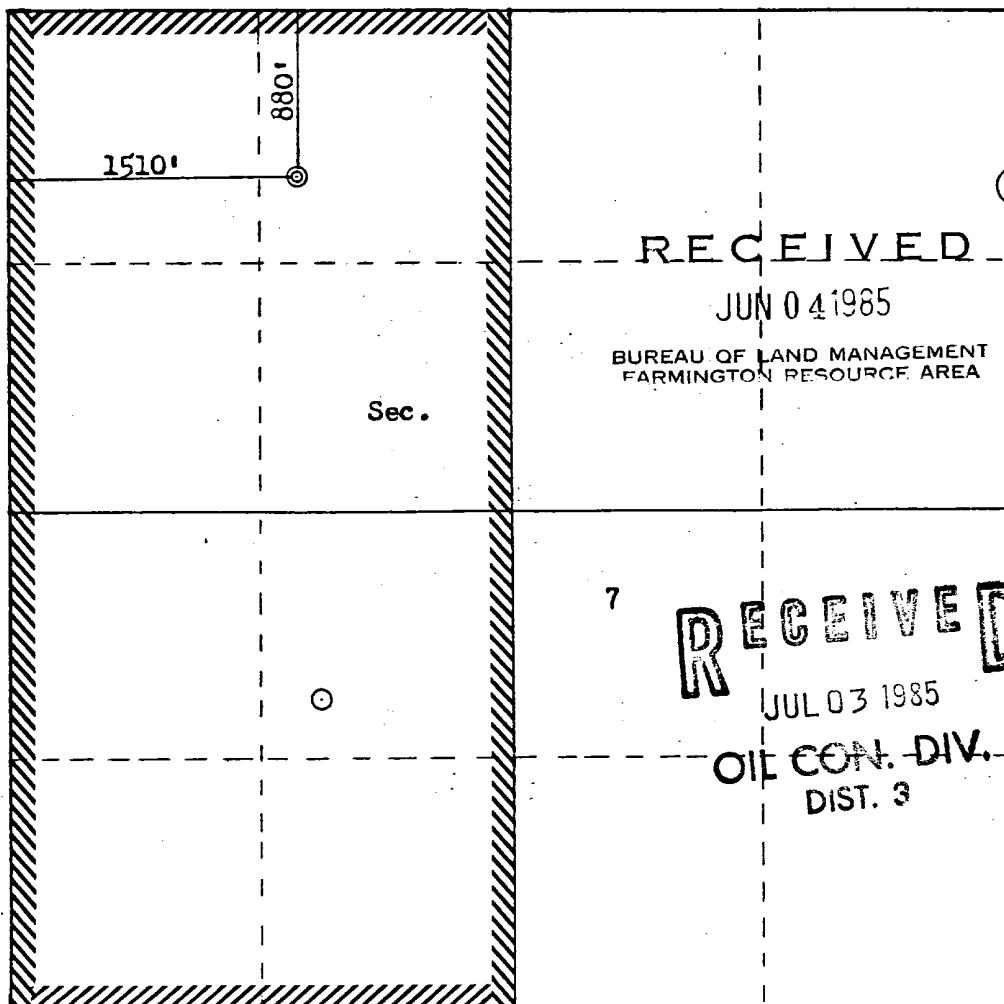 880'
1510'
RECEIVED
JUN 04 1985
BUREAU OF LAND MANAGEMENT
FARMINGTON RESOURCE AREA
Sec.
7
RECEIVED
JUL 03 1985
OIL CON. DIV.
DIST. 3